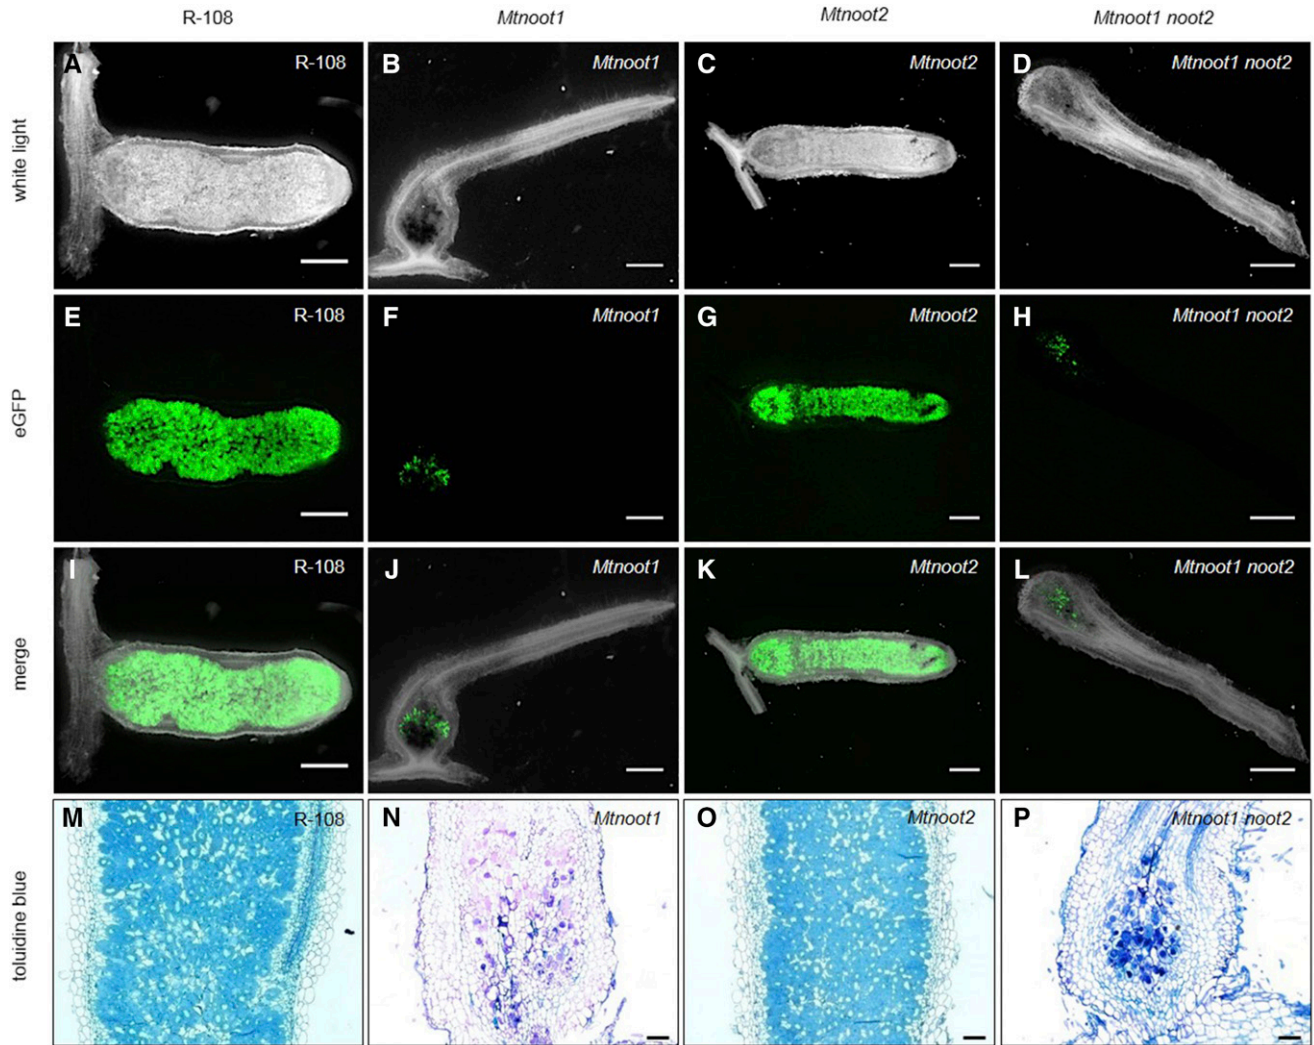 R-108 Mtnoot1 Mtnoot2 Mtnoot1 noot2
white light
A R-108
B Mtnoot1
C Mtnoot2
D Mtnoot1 noot2
eGFP
E R-108
F Mtnoot1
G Mtnoot2
H Mtnoot1 noot2
merge
I R-108
J Mtnoot1
K Mtnoot2
L Mtnoot1 noot2
toluidine blue
M R-108
N Mtnoot1
O Mtnoot2
P Mtnoot1 noot2